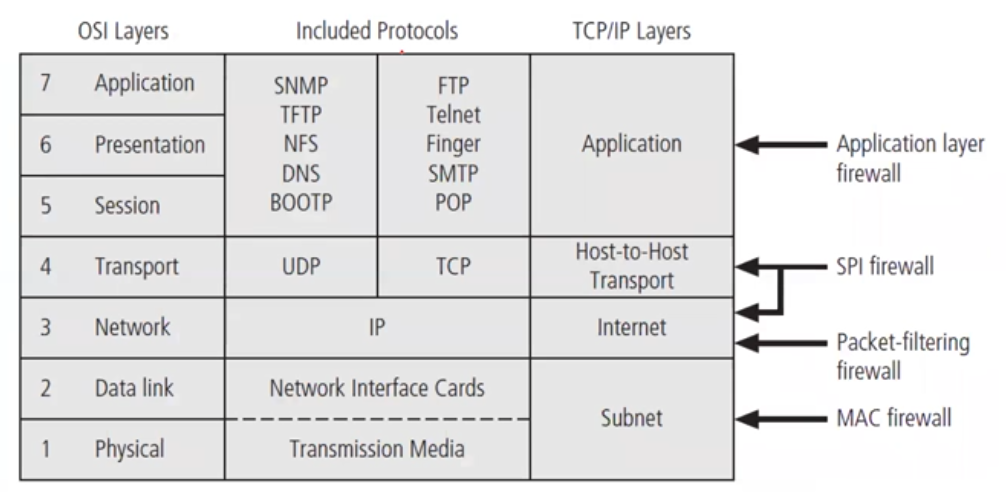 OSI Layers Included Protocols TCP/IP Layers
7 Application
SNMP FTP
TFTP Telnet
6 Presentation NFS Finger Application Application layer
firewall
DNS SMTP
5 Session BOOTP POP
4 Transport UDP TCP Host-to-Host
Transport SPI firewall
3 Network IP Internet
Packet-filtering
firewall
2 Data link Network Interface Cards
Subnet MAC firewall
1 Physical Transmission Media